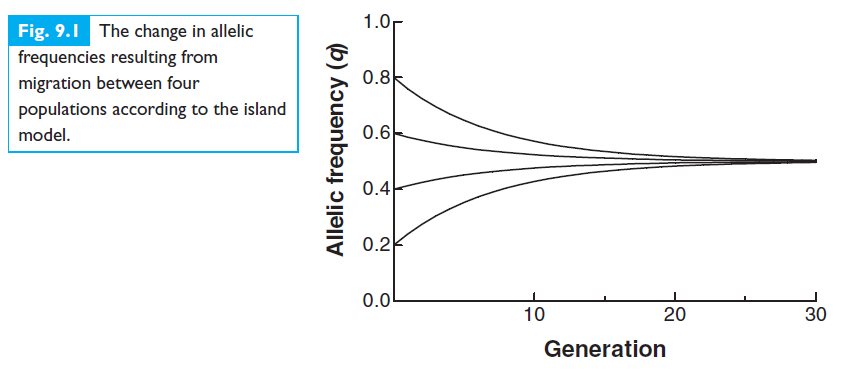 Fig. 9.1 The change in allelic
frequencies resulting from
migration between four
populations according to the island
model.
Allelic frequency (q)
1.0
0.8
0.6
0.4
0.2
0.0
10 20 30
Generation